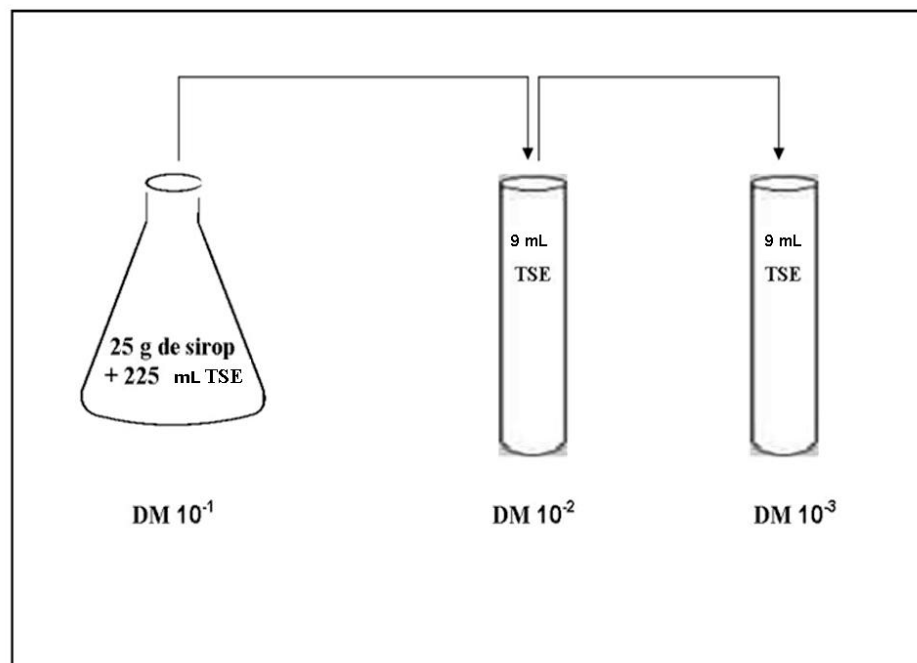 9 mL
TSE
9 mL
TSE
25 g de sirop
+ 225 mL TSE
DM 10⁻¹
DM 10⁻²
DM 10⁻³